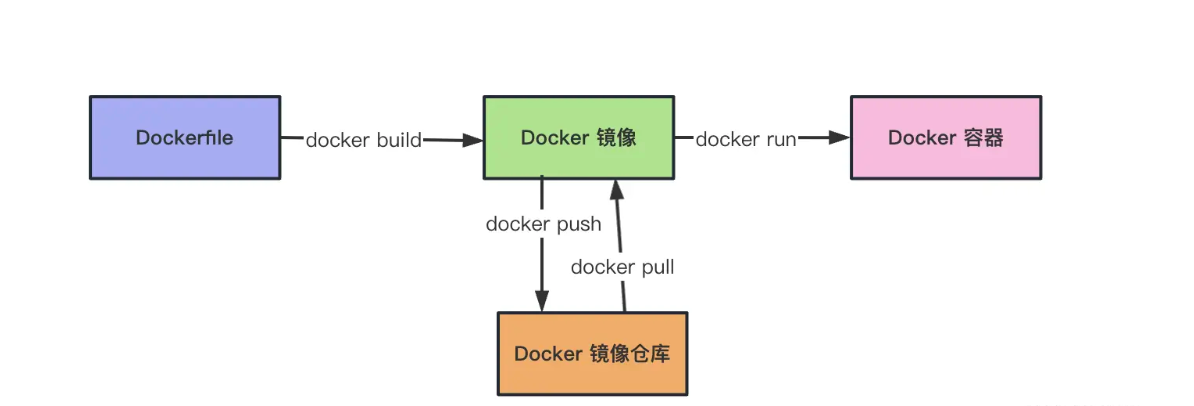 Dockerfile
docker build
Docker 镜像
docker run
Docker 容器
docker push
docker pull
Docker 镜像仓库